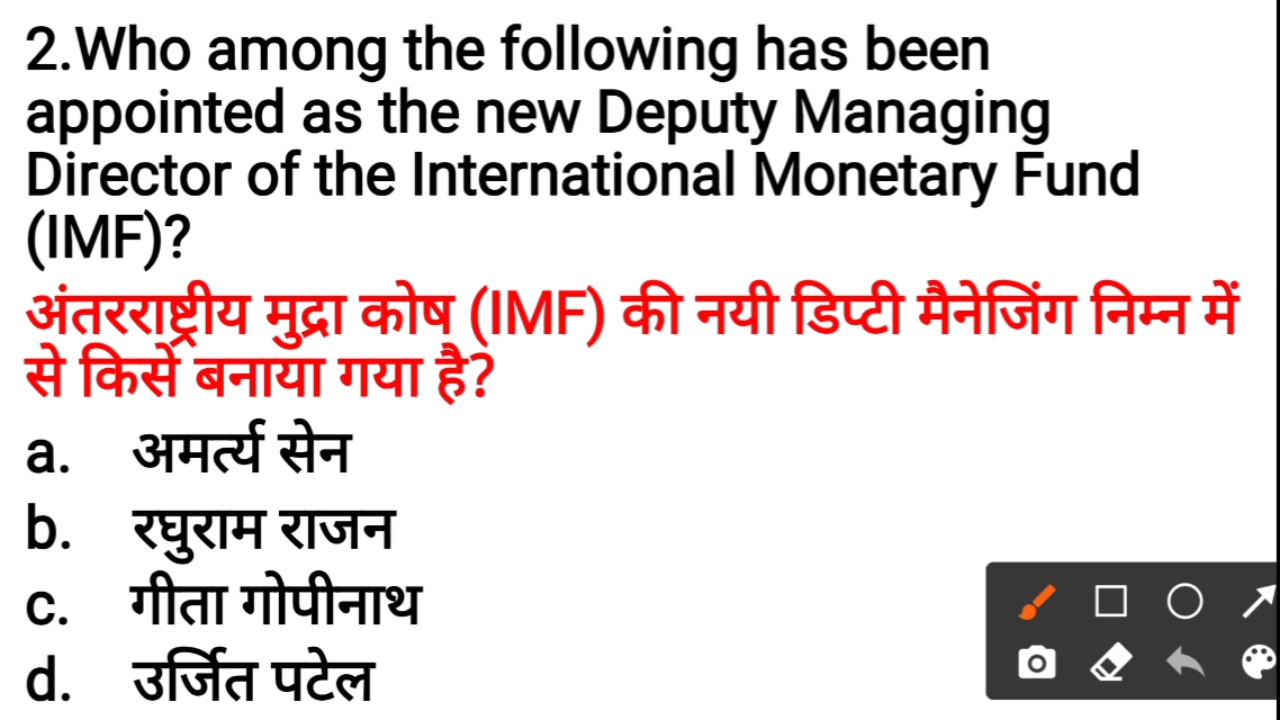 2.Who among the following has been
appointed as the new Deputy Managing
Director of the International Monetary Fund
(IMF)?
अंतरराष्ट्रीय मुद्रा कोष (IMF) की नयी डिप्टी मैनेजिंग निम्न में
से किसे बनाया गया है?
a. अमर्त्य सेन
b. रघुराम राजन
c. गीता गोपीनाथ
d. उर्जित पटेल